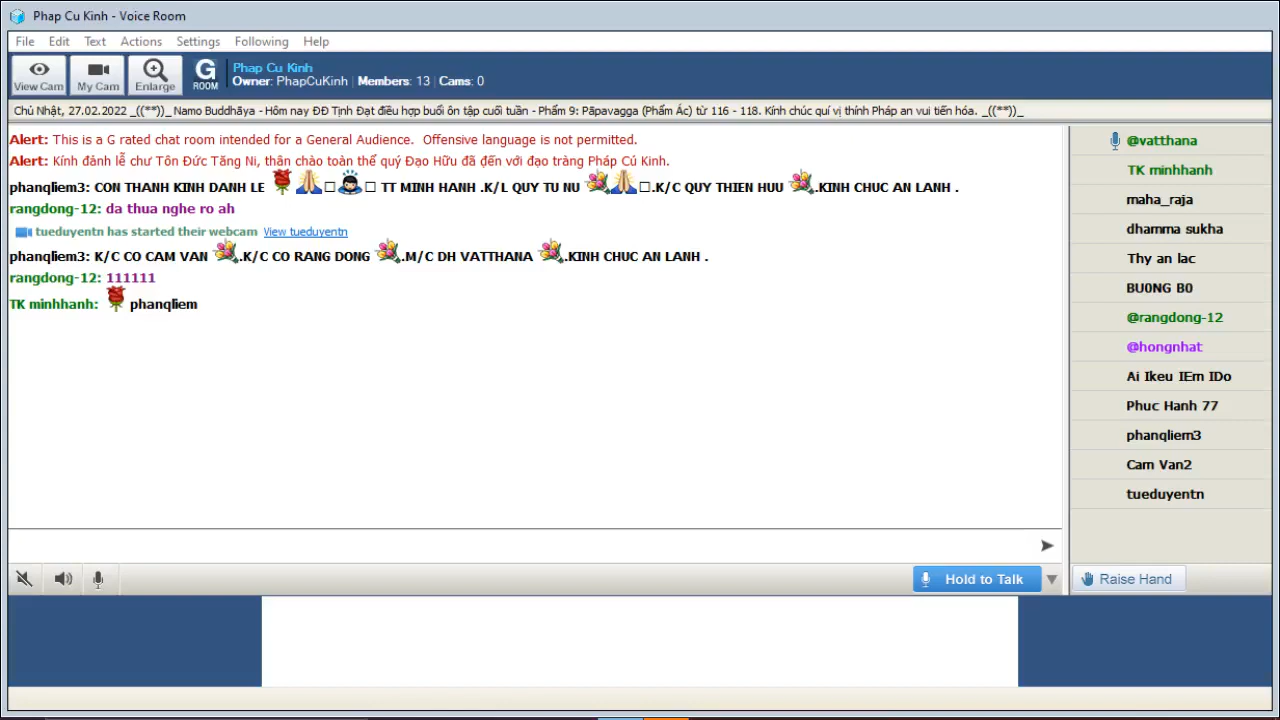 Phap Cu Kinh - Voice Room
File Edit Text Actions Settings Following Help
View Cam My Cam Enlarge G ROOM
Phap Cu Kinh
Owner: PhapCuKinh | Members: 13 | Cams: 0
Chủ Nhật, 27.02.2022 _((**))_ Namo Buddhāya - Hôm nay ĐĐ Tịnh Đạt điều hợp buổi ôn tập cuối tuần - Phẩm 9: Pāpavagga (Phẩm Ác) từ 116 - 118. Kính chúc quí vị thính Pháp an vui tiến hóa. _((**))_
Alert: This is a G rated chat room intended for a General Audience. Offensive language is not permitted.
Alert: Kính đảnh lễ chư Tôn Đức Tăng Ni, thân chào toàn thể quý Đạo Hữu đã đến với đạo tràng Pháp Cú Kinh.
phanqliem3: CON THANK KINH DANH LE 🌹🙏□🙇□ TT MINH HANH .K/L QUY TU NU 💐🙏□.K/C QUY THIEN HUU 💐.KINH CHUC AN LANH .
rangdong-12: da thua nghe ro ah
tueduyentn has started their webcam View tueduyentn
phanqliem3: K/C CO CAM VAN 💐.K/C CO RANG DONG 💐.M/C DH VATTHANA 💐.KINH CHUC AN LANH .
rangdong-12: 111111
TK minhhanh: 🌹 phanqliem
@vatthana
TK minhhanh
maha_raja
dhamma sukha
Thy an lac
BU0NG B0
@rangdong-12
@hongnhat
Ai Ikeu IEm IDo
Phuc Hanh 77
phanqliem3
Cam Van2
tueduyentn
Hold to Talk
Raise Hand